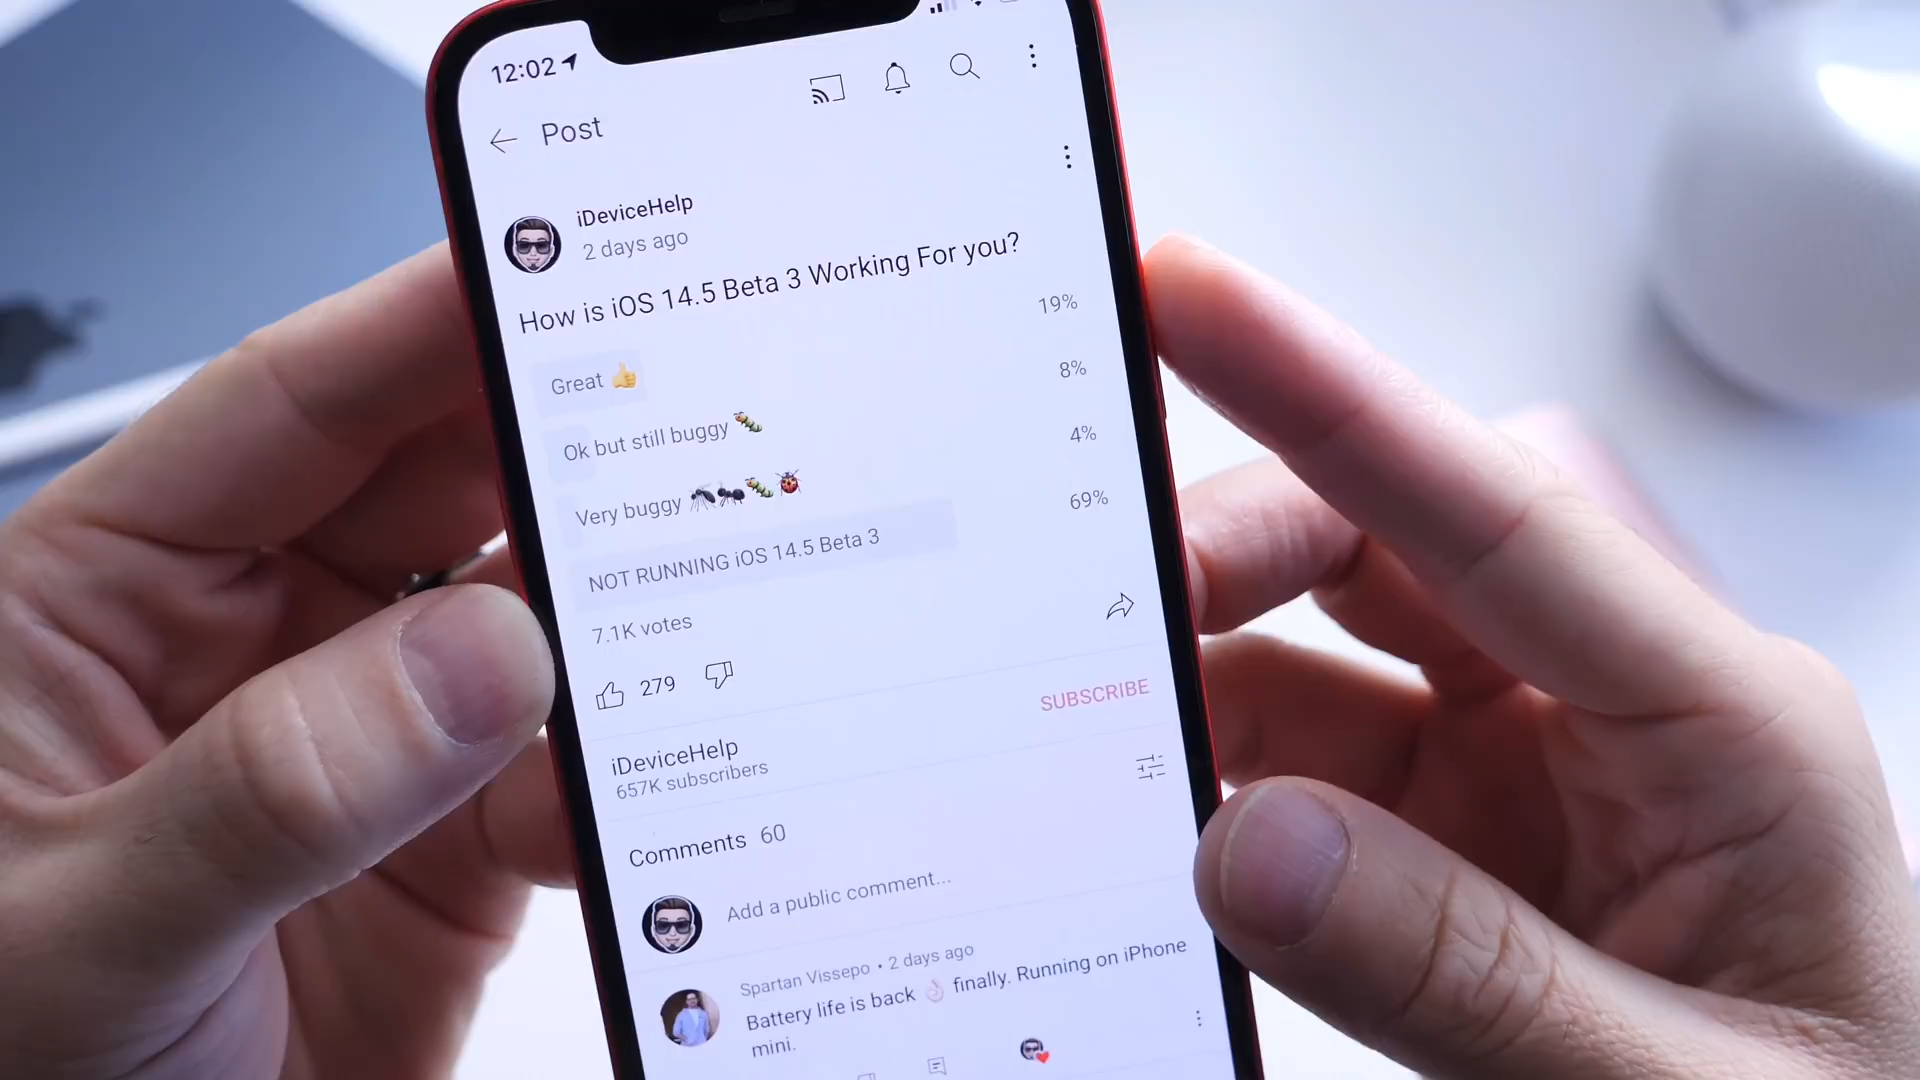 12:02
Post
iDeviceHelp
2 days ago
How is iOS 14.5 Beta 3 Working For you?
Great 👍 19%
Ok but still buggy 🐛 8%
Very buggy 🦟🐜🐛🐞 4%
NOT RUNNING iOS 14.5 Beta 3 69%
7.1K votes
279
iDeviceHelp
657K subscribers
SUBSCRIBE
Comments 60
Add a public comment...
Spartan Vissepo • 2 days ago
Battery life is back 👌🏻 finally. Running on iPhone
mini.